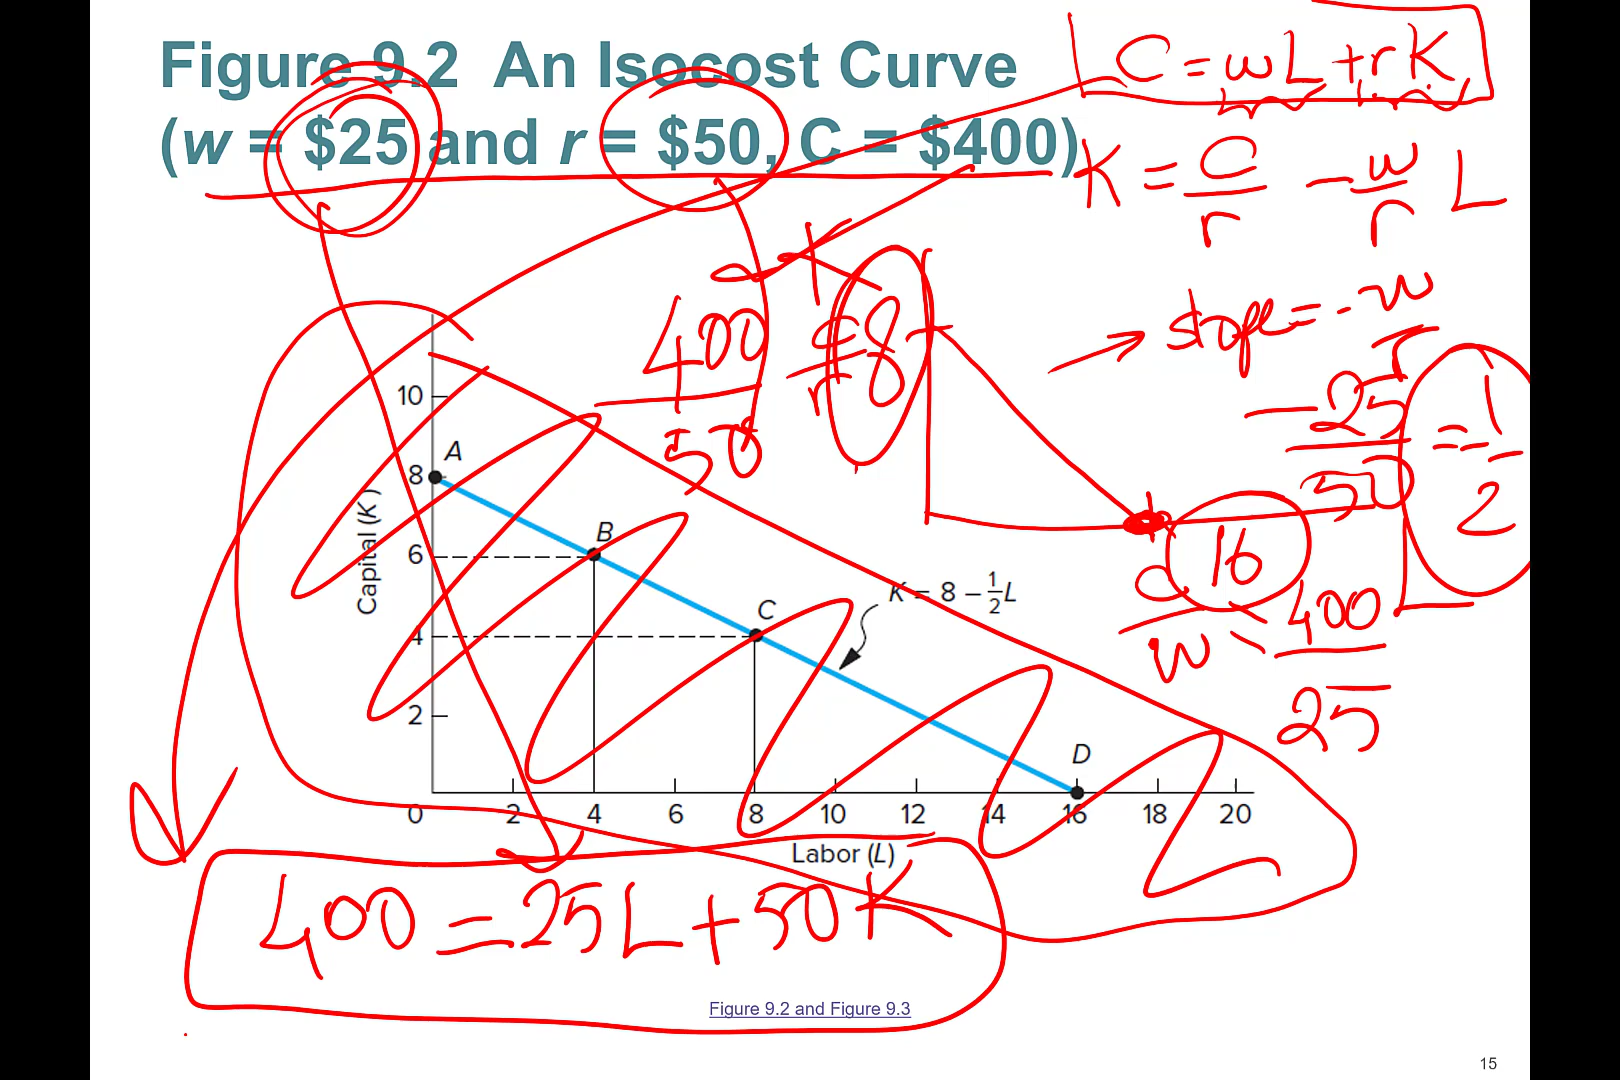 Figure 9.2 An Isocost Curve
(w = $25 and r = $50, C = $400)
C = wL + rK
K = C/r - w/r L
→ slope = -w/r
-25/50 = -1/2
400/50
C/r = 8
10
A
8
B
6
C
4
2
K = 8 – ½L
D
Capital (K)
0 2 4 6 8 10 12 14 16 18 20
Labor (L)
16
C/w = 400/25
400 = 25L + 50K
Figure 9.2 and Figure 9.3
15